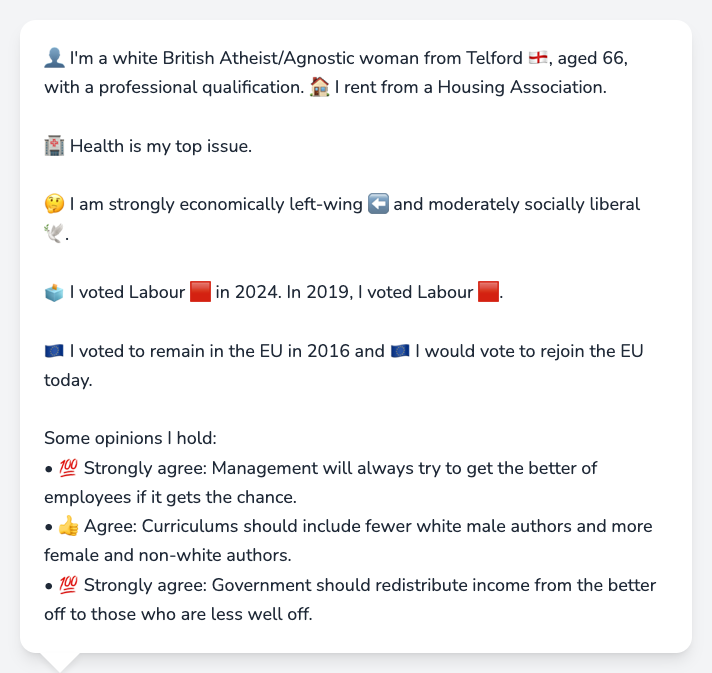 👤 I'm a white British Atheist/Agnostic woman from Telford 🏴󠁧󠁢󠁥󠁮󠁧󠁿, aged 66,
with a professional qualification. 🏠 I rent from a Housing Association.
🏥 Health is my top issue.
🤔 I am strongly economically left-wing ⬅️ and moderately socially liberal
🕊️.
🗳️ I voted Labour 🟥 in 2024. In 2019, I voted Labour 🟥.
🇪🇺 I voted to remain in the EU in 2016 and 🇪🇺 I would vote to rejoin the EU
today.
Some opinions I hold:
• 💯 Strongly agree: Management will always try to get the better of
employees if it gets the chance.
• 👍 Agree: Curriculums should include fewer white male authors and more
female and non-white authors.
• 💯 Strongly agree: Government should redistribute income from the better
off to those who are less well off.